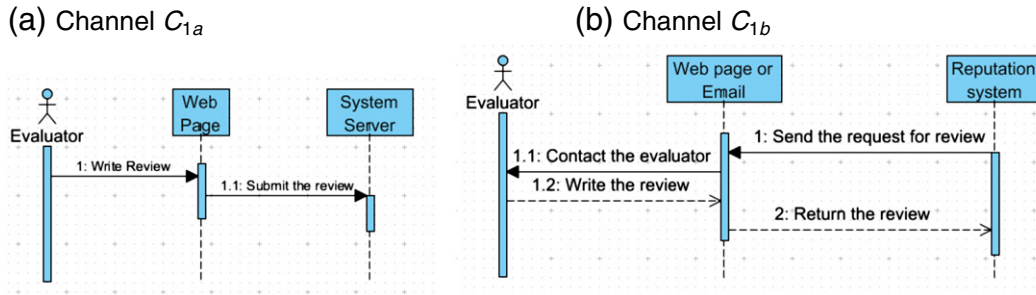 (a) Channel C1a
Evaluator
Web
Page
System
Server
1: Write Review
1.1: Submit the review
(b) Channel C1b
Evaluator
Web page or
Email
Reputation
system
1: Send the request for review
1.1: Contact the evaluator
1.2: Write the review
2: Return the review